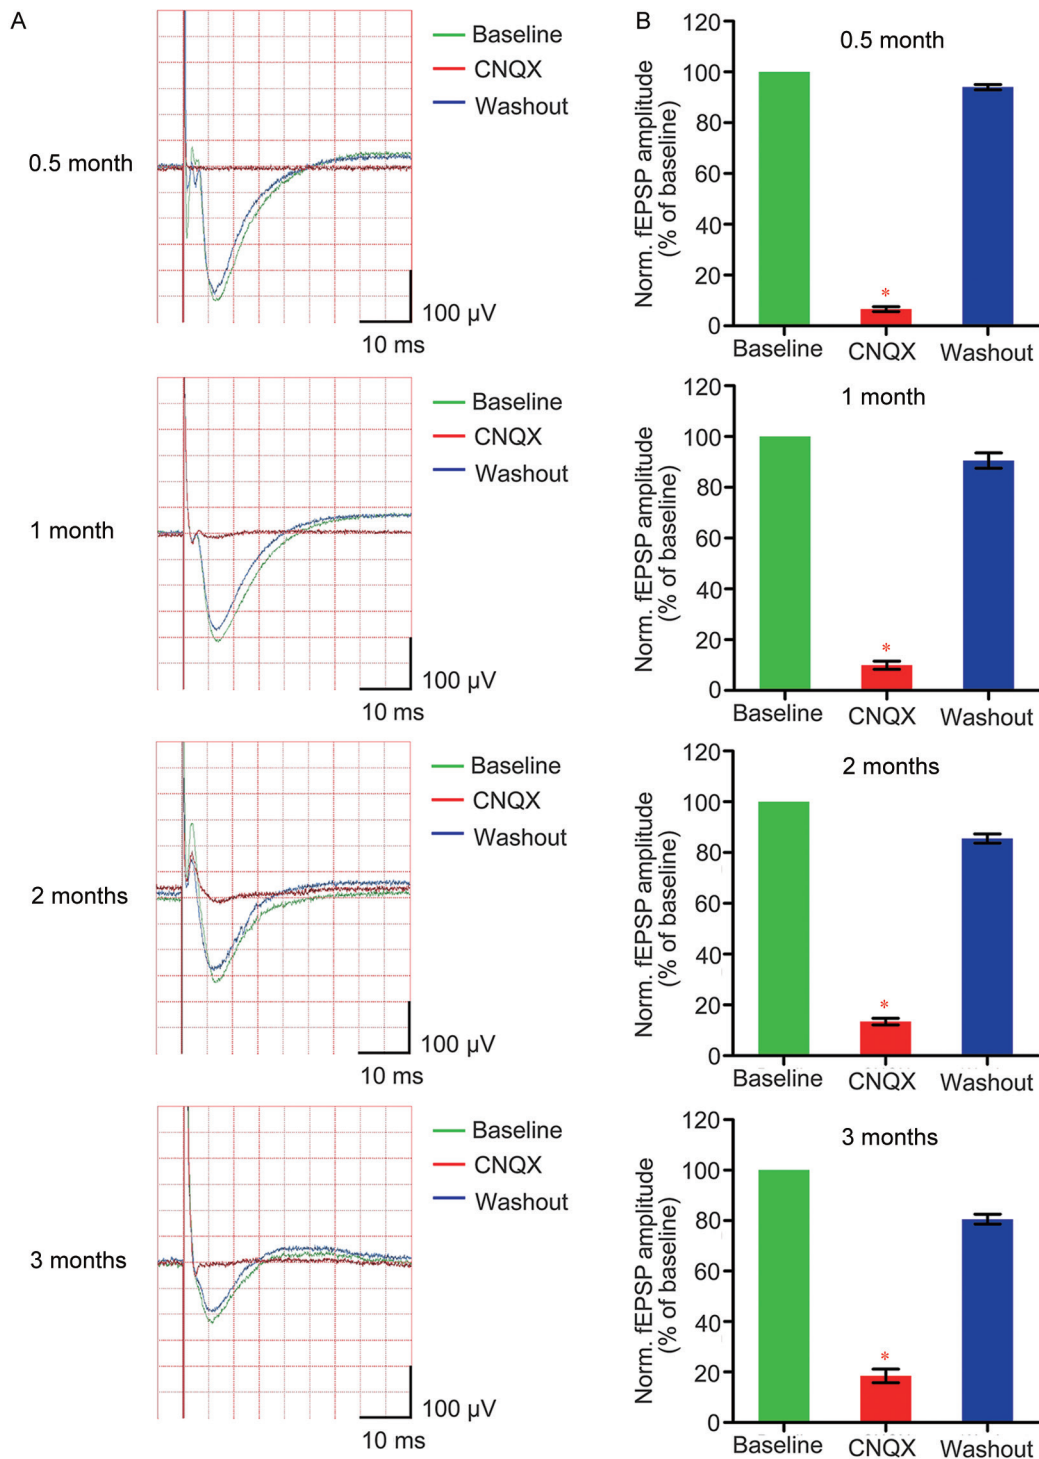 A
Baseline
CNQX
Washout
0.5 month
100 µV
10 ms
Baseline
CNQX
Washout
1 month
100 µV
10 ms
Baseline
CNQX
Washout
2 months
100 µV
10 ms
Baseline
CNQX
Washout
3 months
100 µV
10 ms
B
0.5 month
Norm. fEPSP amplitude
(% of baseline)
120
100
80
60
40
20
0
*
Baseline CNQX Washout
1 month
Norm. fEPSP amplitude
(% of baseline)
120
100
80
60
40
20
0
*
Baseline CNQX Washout
2 months
Norm. fEPSP amplitude
(% of baseline)
120
100
80
60
40
20
0
*
Baseline CNQX Washout
3 months
Norm. fEPSP amplitude
(% of baseline)
120
100
80
60
40
20
0
*
Baseline CNQX Washout